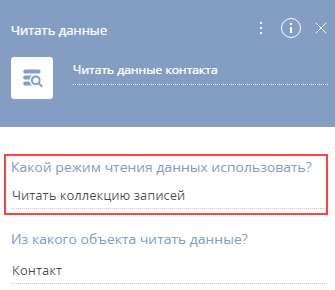 Читать данные
Читать данные контакта
Какой режим чтения данных использовать?
Читать коллекцию записей
Из какого объекта читать данные?
Контакт